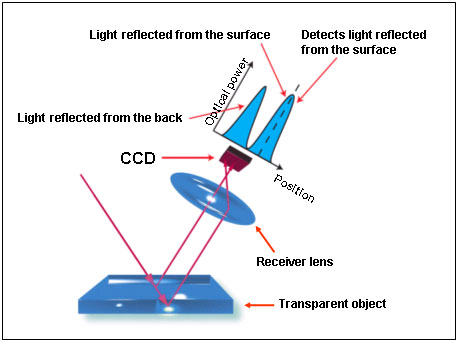 Light reflected from the surface
Detects light reflected
from the surface
Optical power
Light reflected from the back
CCD
Position
Receiver lens
Transparent object